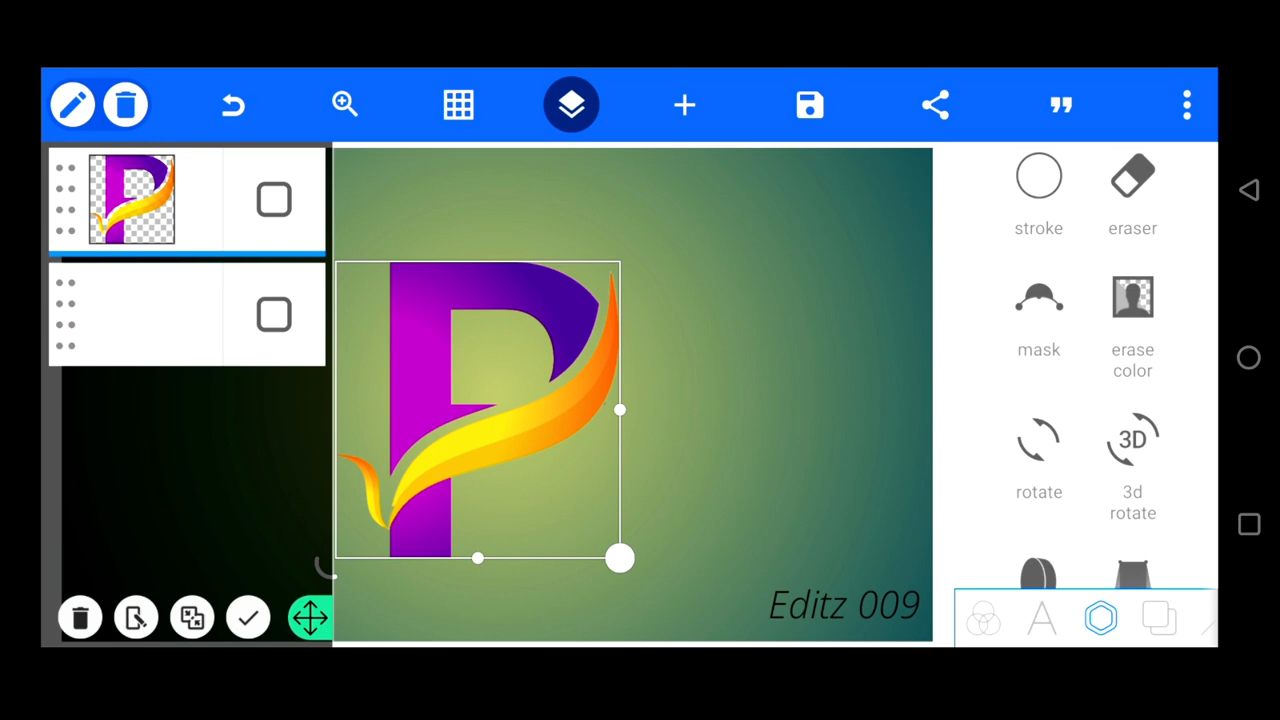 P
P
stroke
eraser
mask
erase
color
rotate
3D
3d
rotate
A
Editz 009